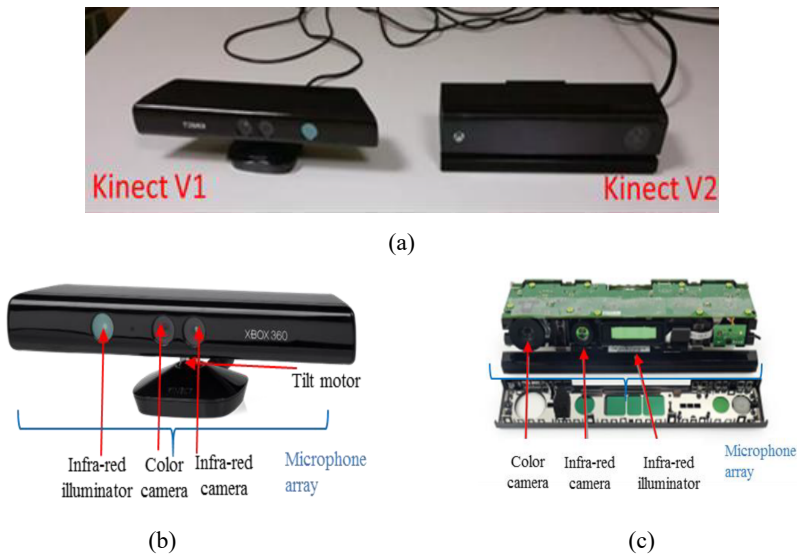 Kinect V1
Kinect V2
(a)
XBOX 360
KINECT
Tilt motor
Infra-red illuminator
Color camera
Infra-red camera
Microphone array
(b)
Color camera
Infra-red camera
Infra-red illuminator
Microphone array
(c)